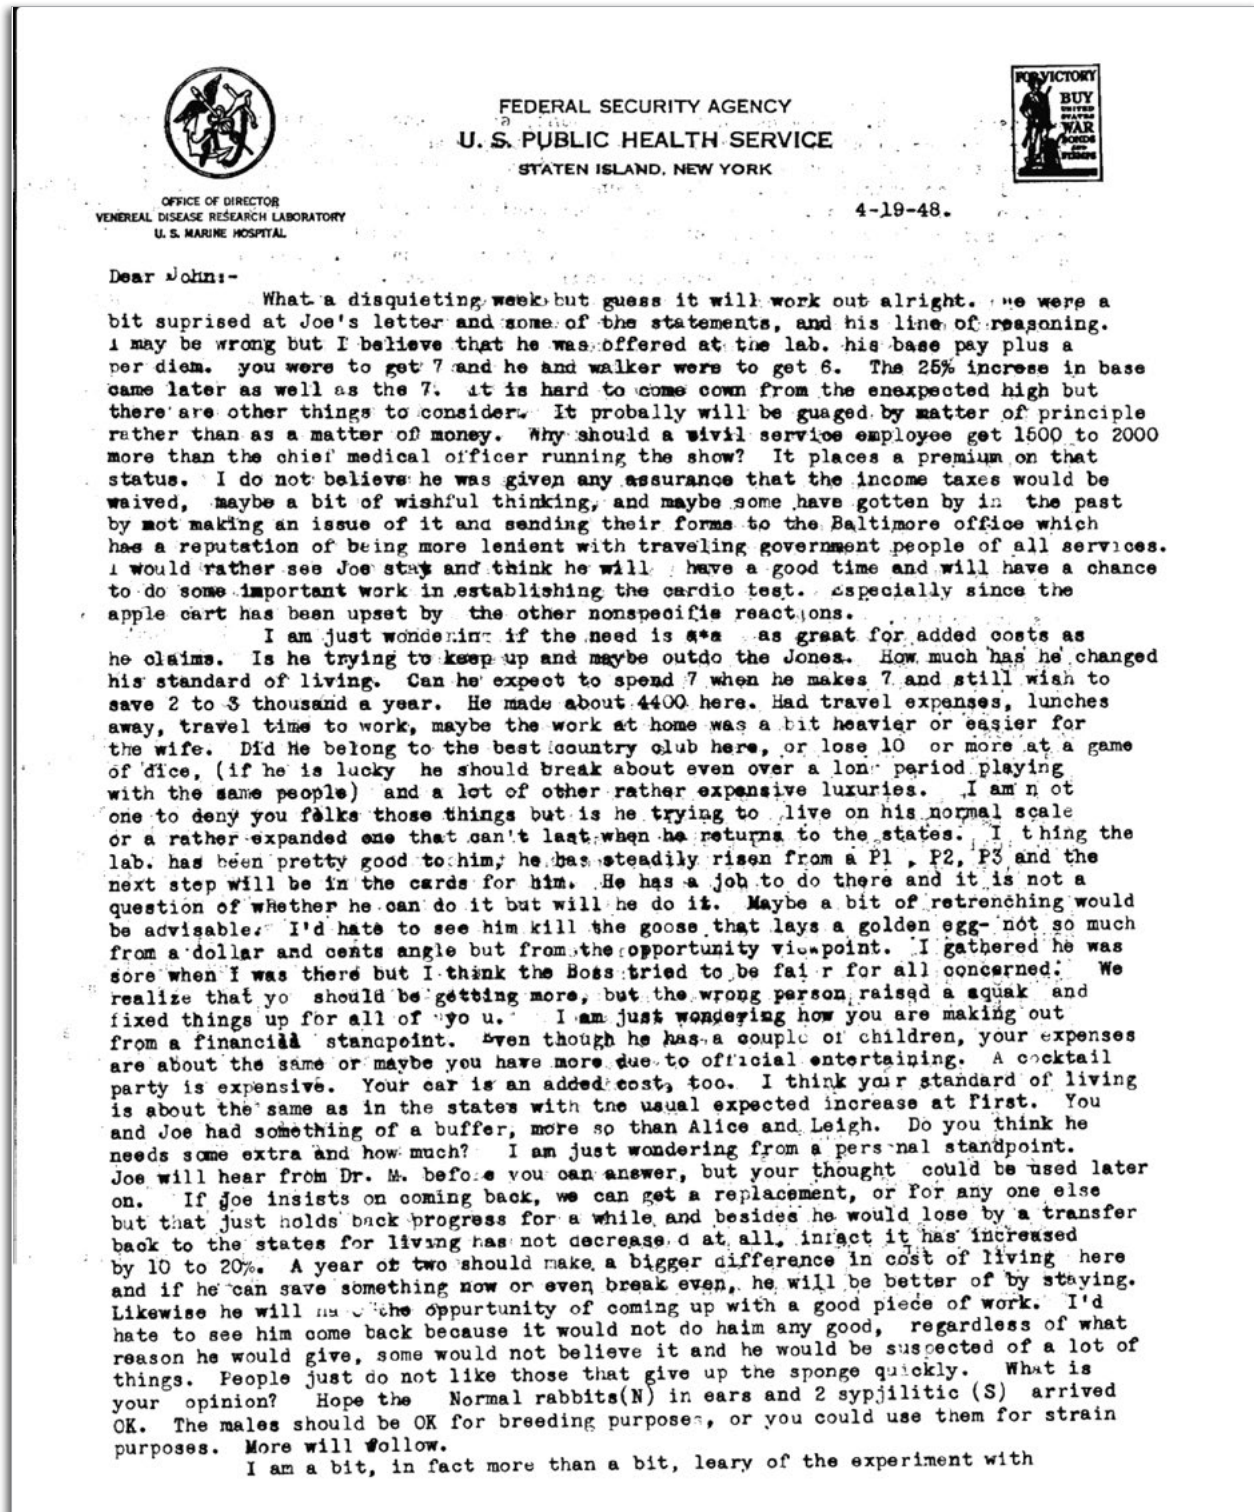 FOR VICTORY
BUY
UNITED
STATES
WAR
BONDS
AND
STAMPS
FEDERAL SECURITY AGENCY
U. S. PUBLIC HEALTH SERVICE
STATEN ISLAND, NEW YORK
OFFICE OF DIRECTOR
VENEREAL DISEASE RESEARCH LABORATORY
U. S. MARINE HOSPITAL
4-19-48.
Dear John:-
What a disquieting week but guess it will work out alright. We were a
bit suprised at Joe's letter and some of the statements, and his line of reasoning.
I may be wrong but I believe that he was offered at the lab. his base pay plus a
per diem. you were to get 7 and he and walker were to get 6. The 25% increse in base
came later as well as the 7. it is hard to come cown from the enexpected high but
there are other things to consider. It probally will be guaged by matter of principle
rather than as a matter of money. Why should a sivil service employee get 1500 to 2000
more than the chief medical officer running the show? It places a premium on that
status. I do not believe he was given any assurance that the income taxes would be
waived, maybe a bit of wishful thinking, and maybe some have gotten by in the past
by not making an issue of it and sending their forms to the Baltimore office which
has a reputation of being more lenient with traveling government people of all services.
I would rather see Joe stay and think he will have a good time and will have a chance
to do some important work in establishing the cardio test. Especially since the
apple cart has been upset by the other nonspecific reactions.
I am just wondering if the need is as great for added costs as
he claims. Is he trying to keep up and maybe outdo the Jones. How much has he changed
his standard of living. Can he expect to spend 7 when he makes 7 and still wish to
save 2 to 3 thousand a year. He made about 4400 here. Had travel expenses, lunches
away, travel time to work, maybe the work at home was a bit heavier or easier for
the wife. Did He belong to the best country club here, or lose 10 or more at a game
of dice, (if he is lucky he should break about even over a long period playing
with the same people) and a lot of other rather expensive luxuries. I am n ot
one to deny you folks those things but is he trying to live on his normal scale
or a rather expanded one that can't last when he returns to the states. I thing the
lab. has been pretty good to him, he has steadily risen from a P1 , P2, P3 and the
next step will be in the cards for him. He has a job to do there and it is not a
question of whether he can do it but will he do it. Maybe a bit of retrenching would
be advisable. I'd hate to see him kill the goose that lays a golden egg- not so much
from a dollar and cents angle but from the opportunity viewpoint. I gathered he was
sore when I was there but I think the Boss tried to be fai r for all concerned. We
realize that yo should be getting more, but the wrong person raised a squak and
fixed things up for all of yo u. I am just wondering how you are making out
from a financial standpoint. Even though he has a couple of children, your expenses
are about the same or maybe you have more due to official entertaining. A cocktail
party is expensive. Your car is an added cost, too. I think your standard of living
is about the same as in the states with the usual expected increase at first. You
and Joe had something of a buffer, more so than Alice and Leigh. Do you think he
needs some extra and how much? I am just wondering from a pers nal standpoint.
Joe will hear from Dr. M. before you can answer, but your thought could be used later
on. If Joe insists on coming back, we can get a replacement, or for any one else
but that just holds back progress for a while and besides he would lose by a transfer
back to the states for living has not decrease d at all, infact it has increased
by 10 to 20%. A year ot two should make a bigger difference in cost of living here
and if he can save something now or even break even, he will be better of by staying.
Likewise he will the oppurtunity of coming up with a good piece of work. I'd
hate to see him come back because it would not do haim any good, regardless of what
reason he would give, some would not believe it and he would be suspected of a lot of
things. People just do not like those that give up the sponge quickly. What is
your opinion? Hope the Normal rabbits(N) in ears and 2 sypjilitic (S) arrived
OK. The males should be OK for breeding purposes, or you could use them for strain
purposes. More will follow.
I am a bit, in fact more than a bit, leary of the experiment with